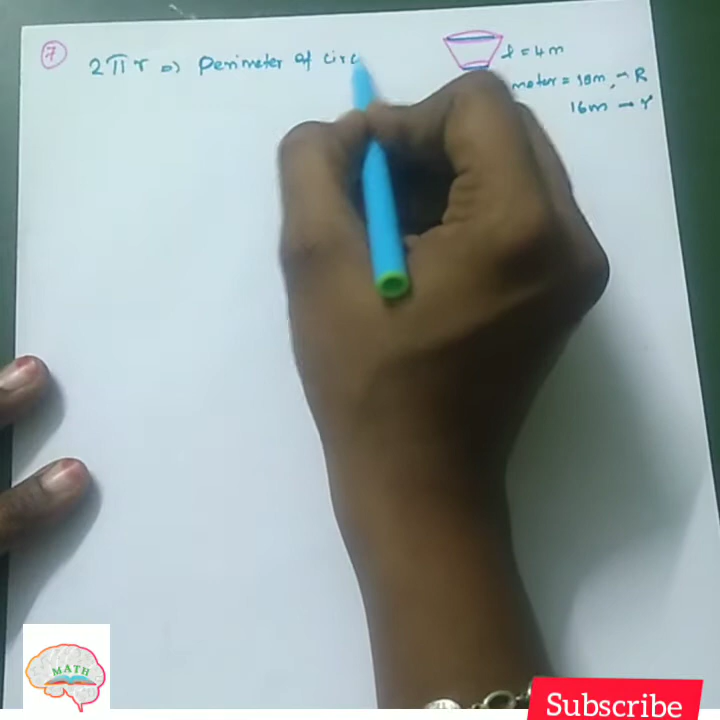 7
2πr => Perimeter of circ
l = 4m
meter = 18m, → R
16m → r
MATH
Subscribe